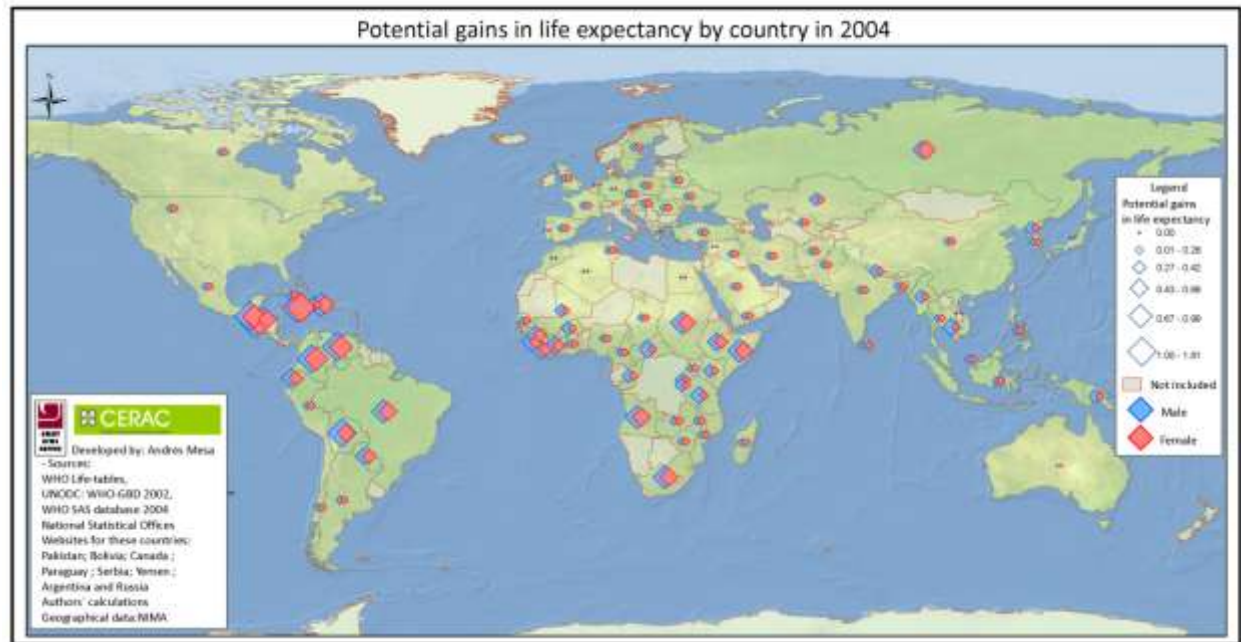 Potential gains in life expectancy by country in 2004
Legend
Potential gains
in life expectancy
0.00
0.01 - 0.26
0.27 - 0.42
0.43 - 0.66
0.67 - 0.99
1.00 - 1.81
Not included
Male
Female
CERAC
Developed by: Andrés Mesa
- Sources:
WHO Life-tables,
UNODC: WHO GBD 2002,
WHO SAS database 2004
National Statistical Offices
Websites for these countries:
Pakistan; Bolivia; Canada ;
Paraguay ; Serbia; Yemen ;
Argentina and Russia
Authors' calculations
Geographical data:NIMA